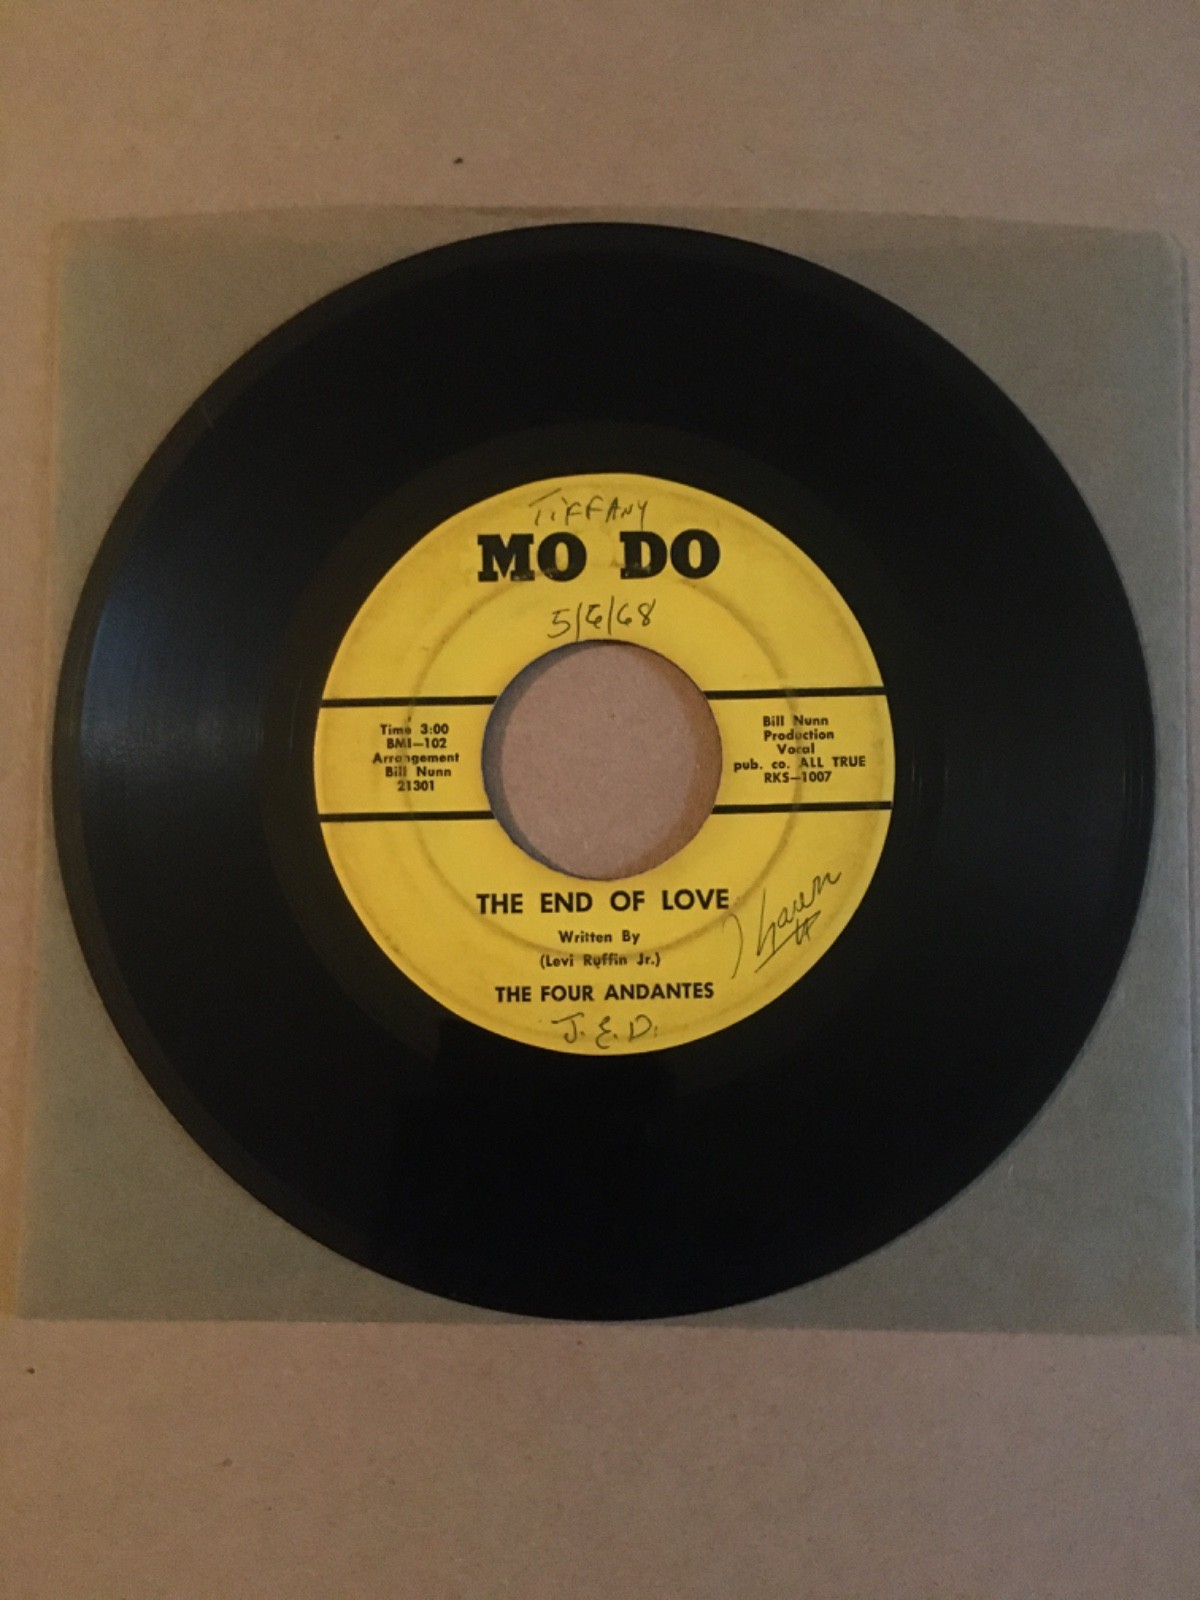 TIFFANY
MO DO
5/6/68
Time 3:00
BMI-102
Arrangement
Bill Nunn
21301
Bill Nunn
Production
Vocal
pub. co. ALL TRUE
RKS-1007
THE END OF LOVE
Written By
(Levi Ruffin Jr.)
THE FOUR ANDANTES
J.E.D.